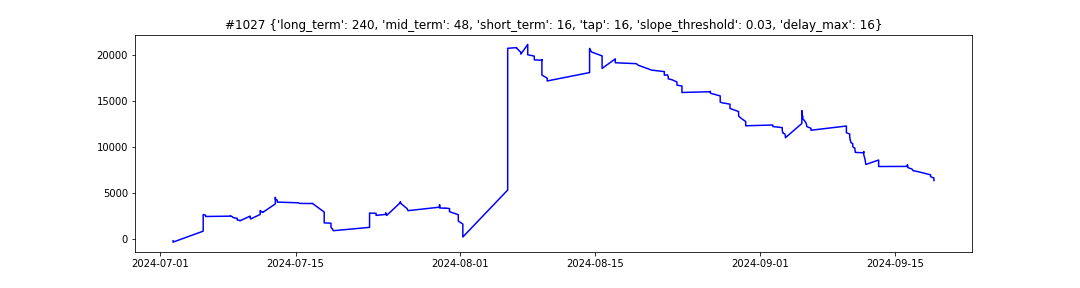 #1027 {'long_term': 240, 'mid_term': 48, 'short_term': 16, 'tap': 16, 'slope_threshold': 0.03, 'delay_max': 16}
20000
15000
10000
5000
0
2024-07-01 2024-07-15 2024-08-01 2024-08-15 2024-09-01 2024-09-15